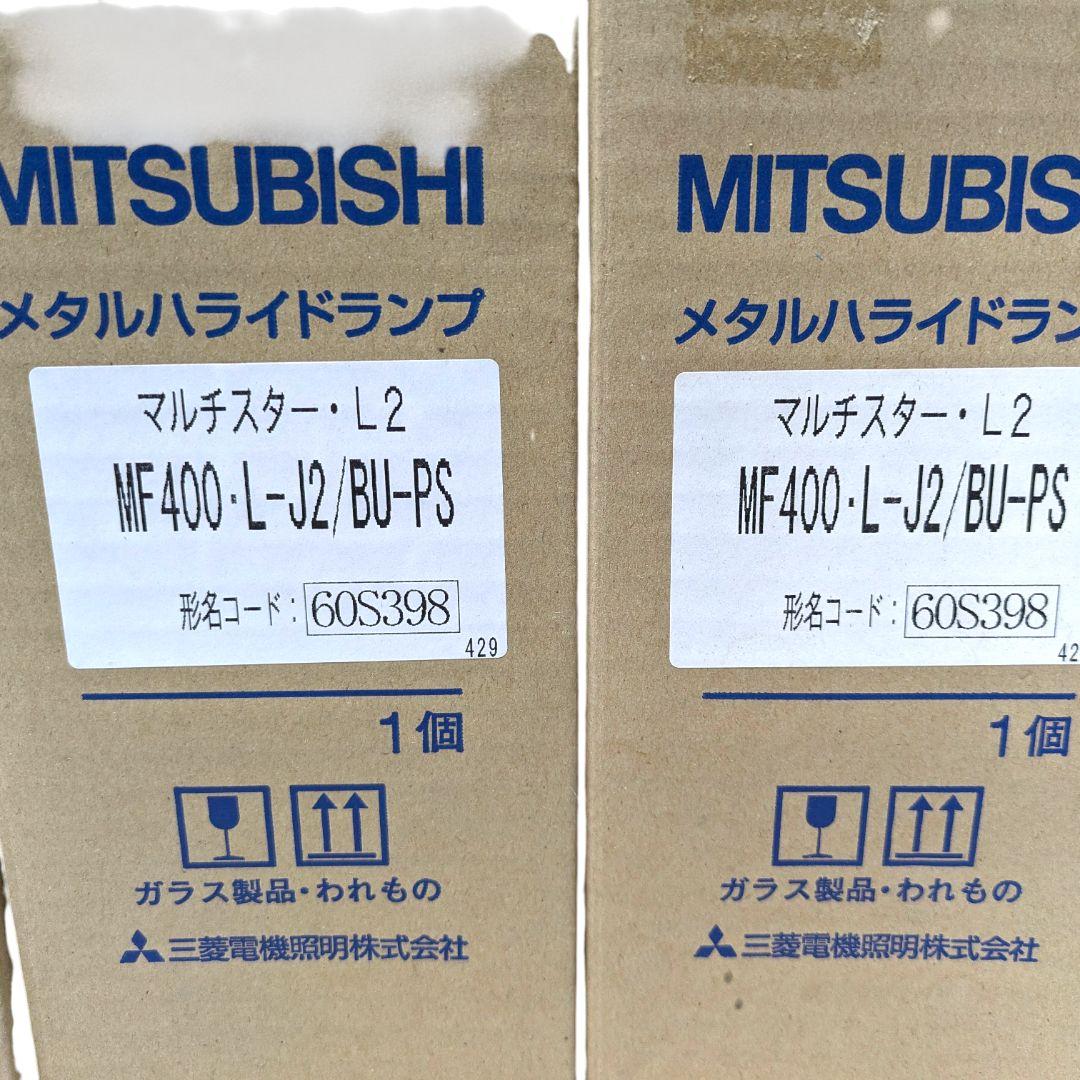 MITSUBISHI
メタルハライドランプ
マルチスター・L2
MF400・L-J2/BU-PS
形名コード：60S398
429
1個
ガラス製品・われもの
三菱電機照明株式会社
MITSUBIS
メタルハライドラン
マルチスター・L2
MF400・L-J2/BU-PS
形名コード：60S398
42
1個
ガラス製品・われもの
三菱電機照明株式会社